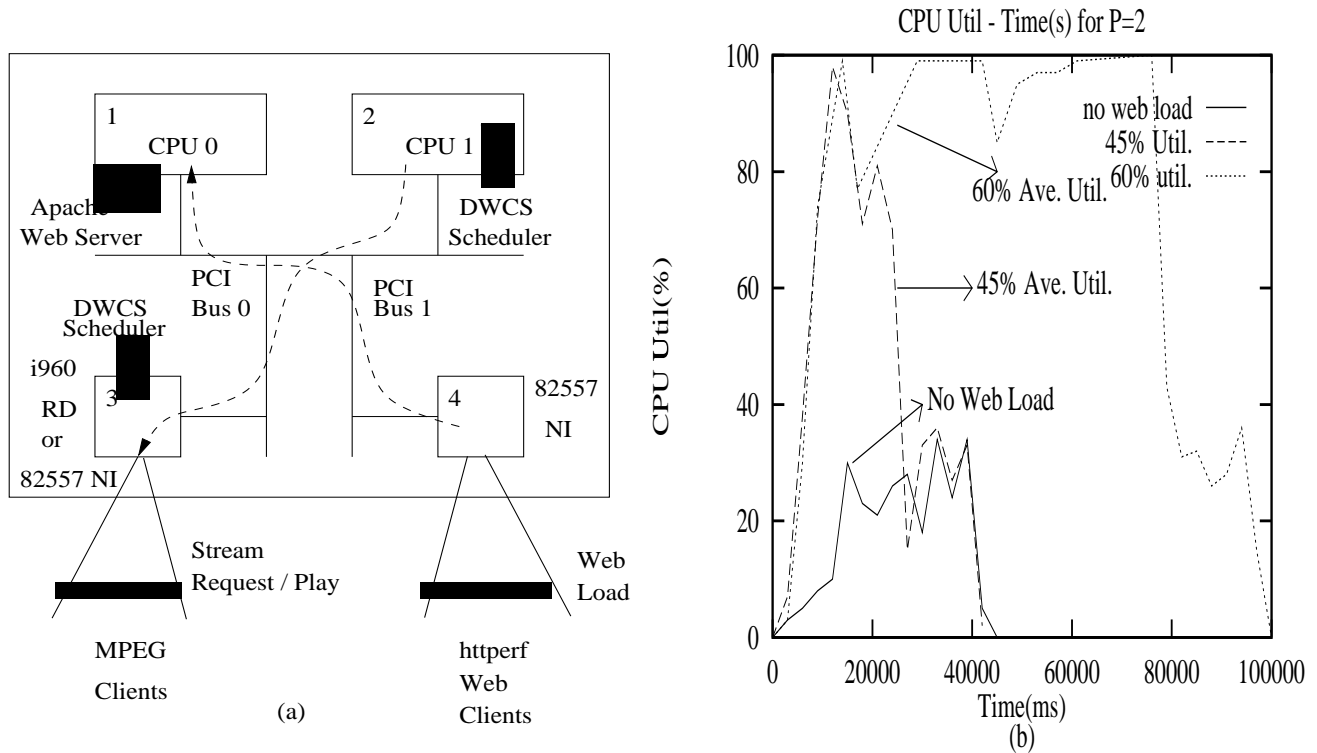 1
CPU 0
2
CPU 1
Apache
Web Server
DWCS
Scheduler
PCI
Bus 0
PCI
Bus 1
DWCS
Scheduler
i960
3
RD
or
82557 NI
4
82557
NI
Stream
Request / Play
Web
Load
MPEG
Clients
httperf
Web
Clients
(a)
CPU Util - Time(s) for P=2
CPU Util(%)
100
80
60
40
20
0
no web load
45% Util.
60% util.
60% Ave. Util.
45% Ave. Util.
No Web Load
0 20000 40000 60000 80000 100000
Time(ms)
(b)